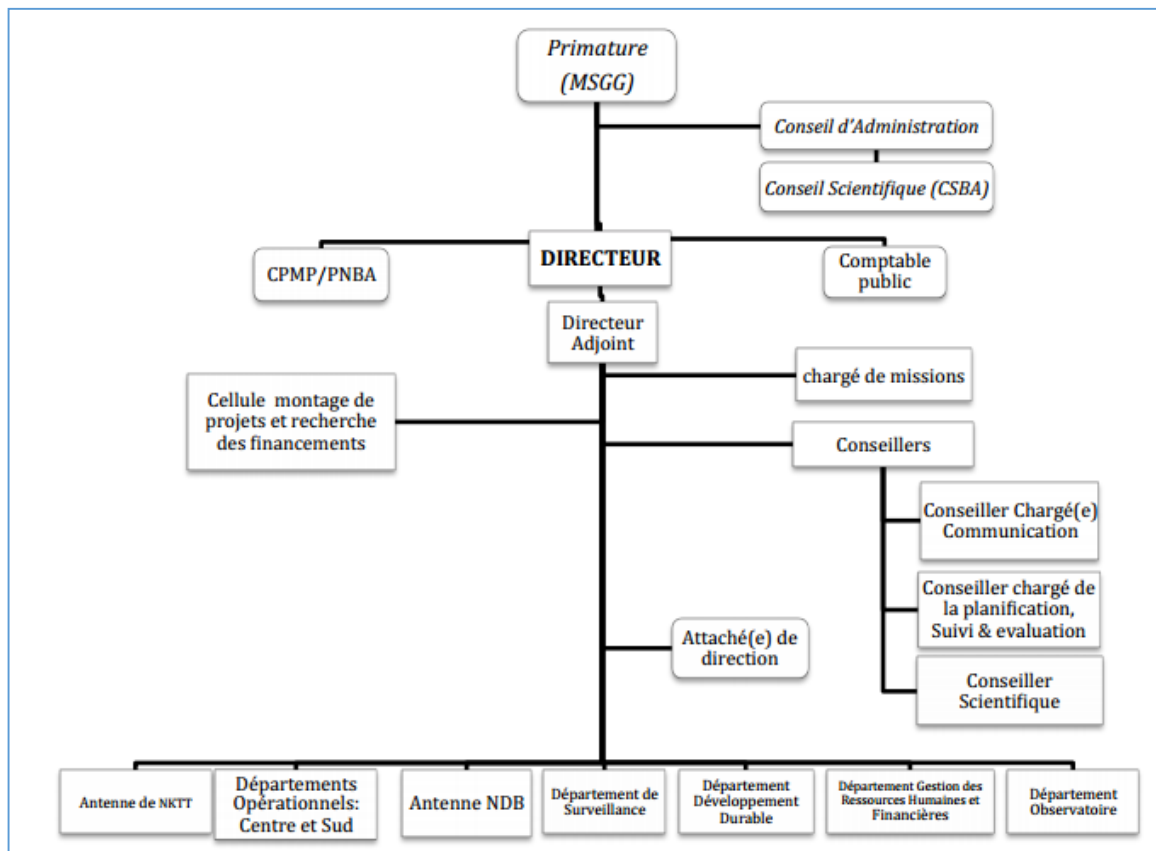 Primature
(MSGG)
Conseil d'Administration
Conseil Scientifique (CSBA)
CPMP/PNBA
DIRECTEUR
Comptable
public
Directeur
Adjoint
chargé de missions
Cellule montage de
projets et recherche
des financements
Conseillers
Conseiller Chargé(e)
Communication
Conseiller chargé de
la planification,
Suivi & evaluation
Attaché(e) de
direction
Conseiller
Scientifique
Antenne de NKTT
Départements
Opérationnels:
Centre et Sud
Antenne NDB
Département de
Surveillance
Département
Développement
Durable
Département Gestion des
Ressources Humaines et
Financières
Département
Observatoire